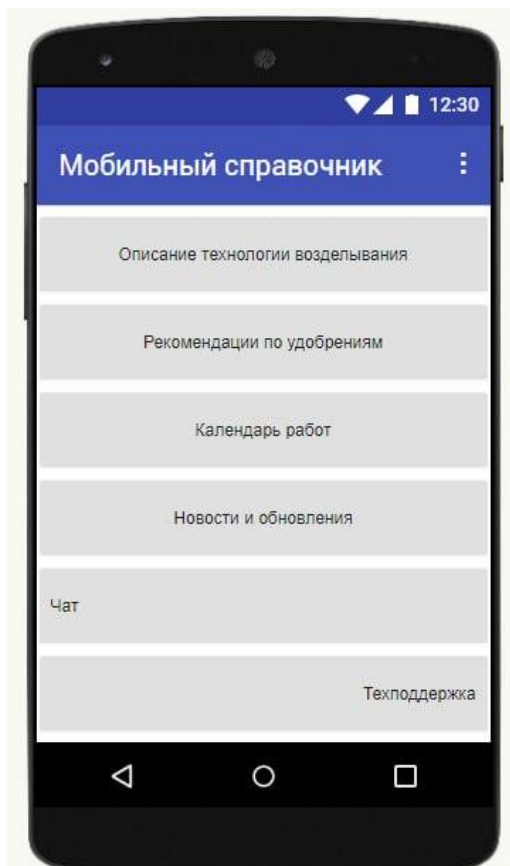 12:30
Мобильный справочник
Описание технологии возделывания
Рекомендации по удобрениям
Календарь работ
Новости и обновления
Чат
Техподдержка